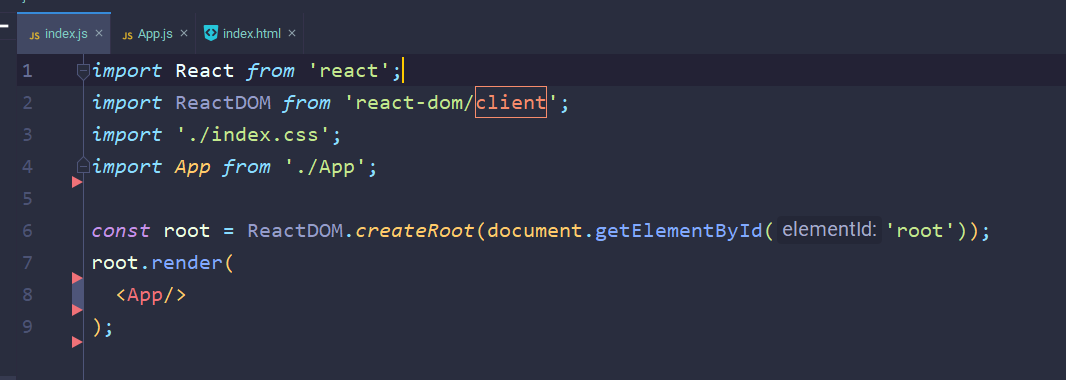 index.js × App.js × index.html ×
1 import React from 'react';
2 import ReactDOM from 'react-dom/client';
3 import './index.css';
4 import App from './App';
5
6 const root = ReactDOM.createRoot(document.getElementById( elementId: 'root'));
7 root.render(
8 <App/>
9 );